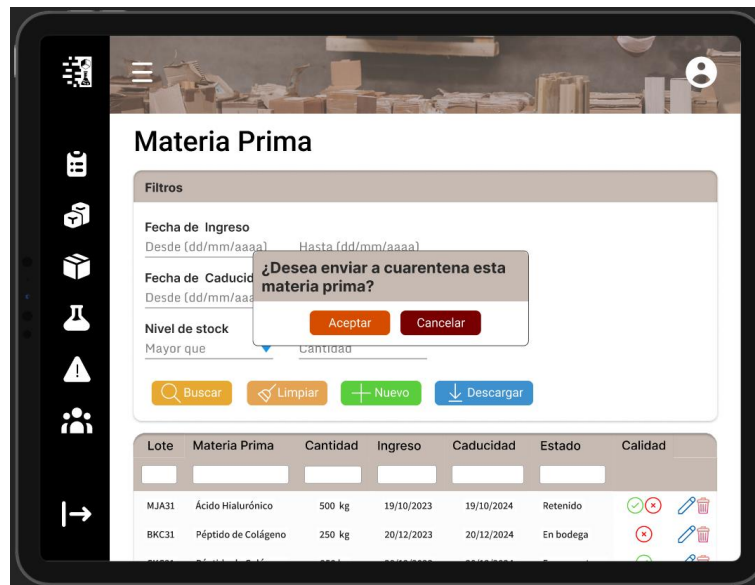 Materia Prima
Filtros
Fecha de Ingreso
Desde (dd/mm/aaaa) Hasta (dd/mm/aaaa)
¿Desea enviar a cuarentena esta
materia prima?
Fecha de Caducid
Desde (dd/mm/aaa
Aceptar Cancelar
Nivel de stock
Mayor que Cantidad
Buscar Limpiar Nuevo Descargar
Lote Materia Prima Cantidad Ingreso Caducidad Estado Calidad
MJA31 Ácido Hialurónico 500 kg 19/10/2023 19/10/2024 Retenido
BKC31 Péptido de Colágeno 250 kg 20/12/2023 20/12/2024 En bodega